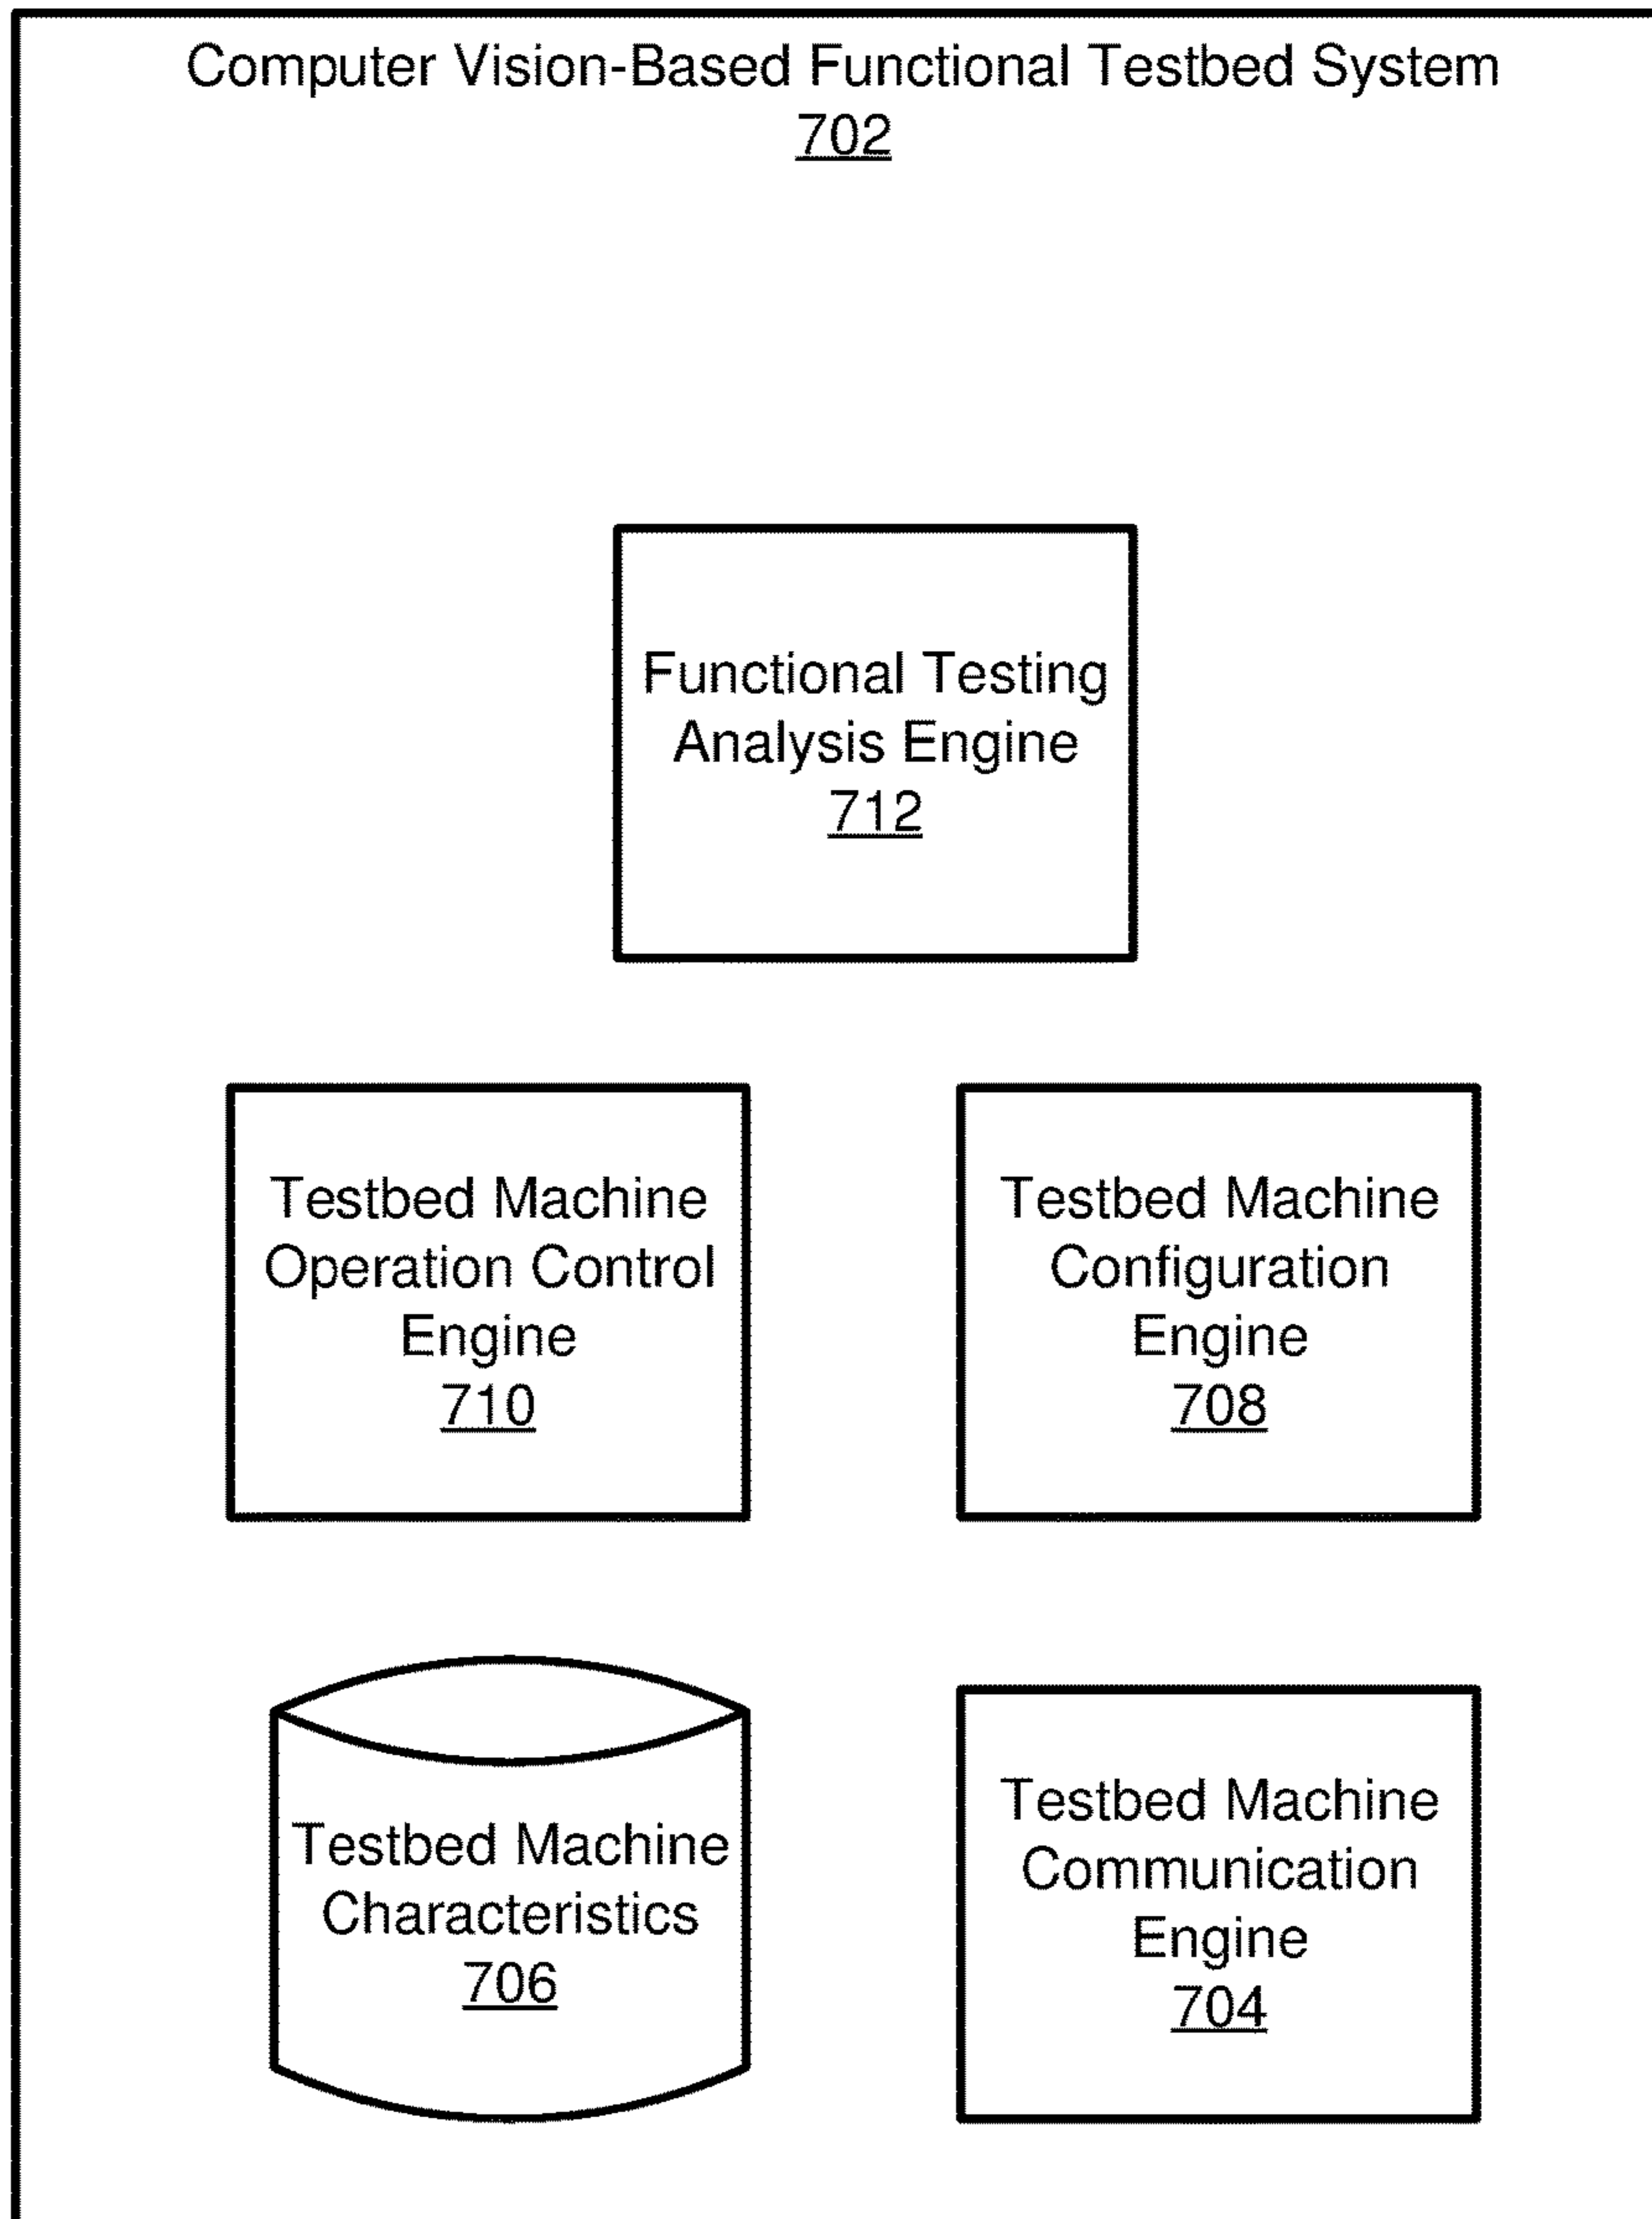 Computer Vision-Based Functional Testbed System
702
Functional Testing
Analysis Engine
712
Testbed Machine
Operation Control
Engine
710
Testbed Machine
Configuration
Engine
708
Testbed Machine
Characteristics
706
Testbed Machine
Communication
Engine
704